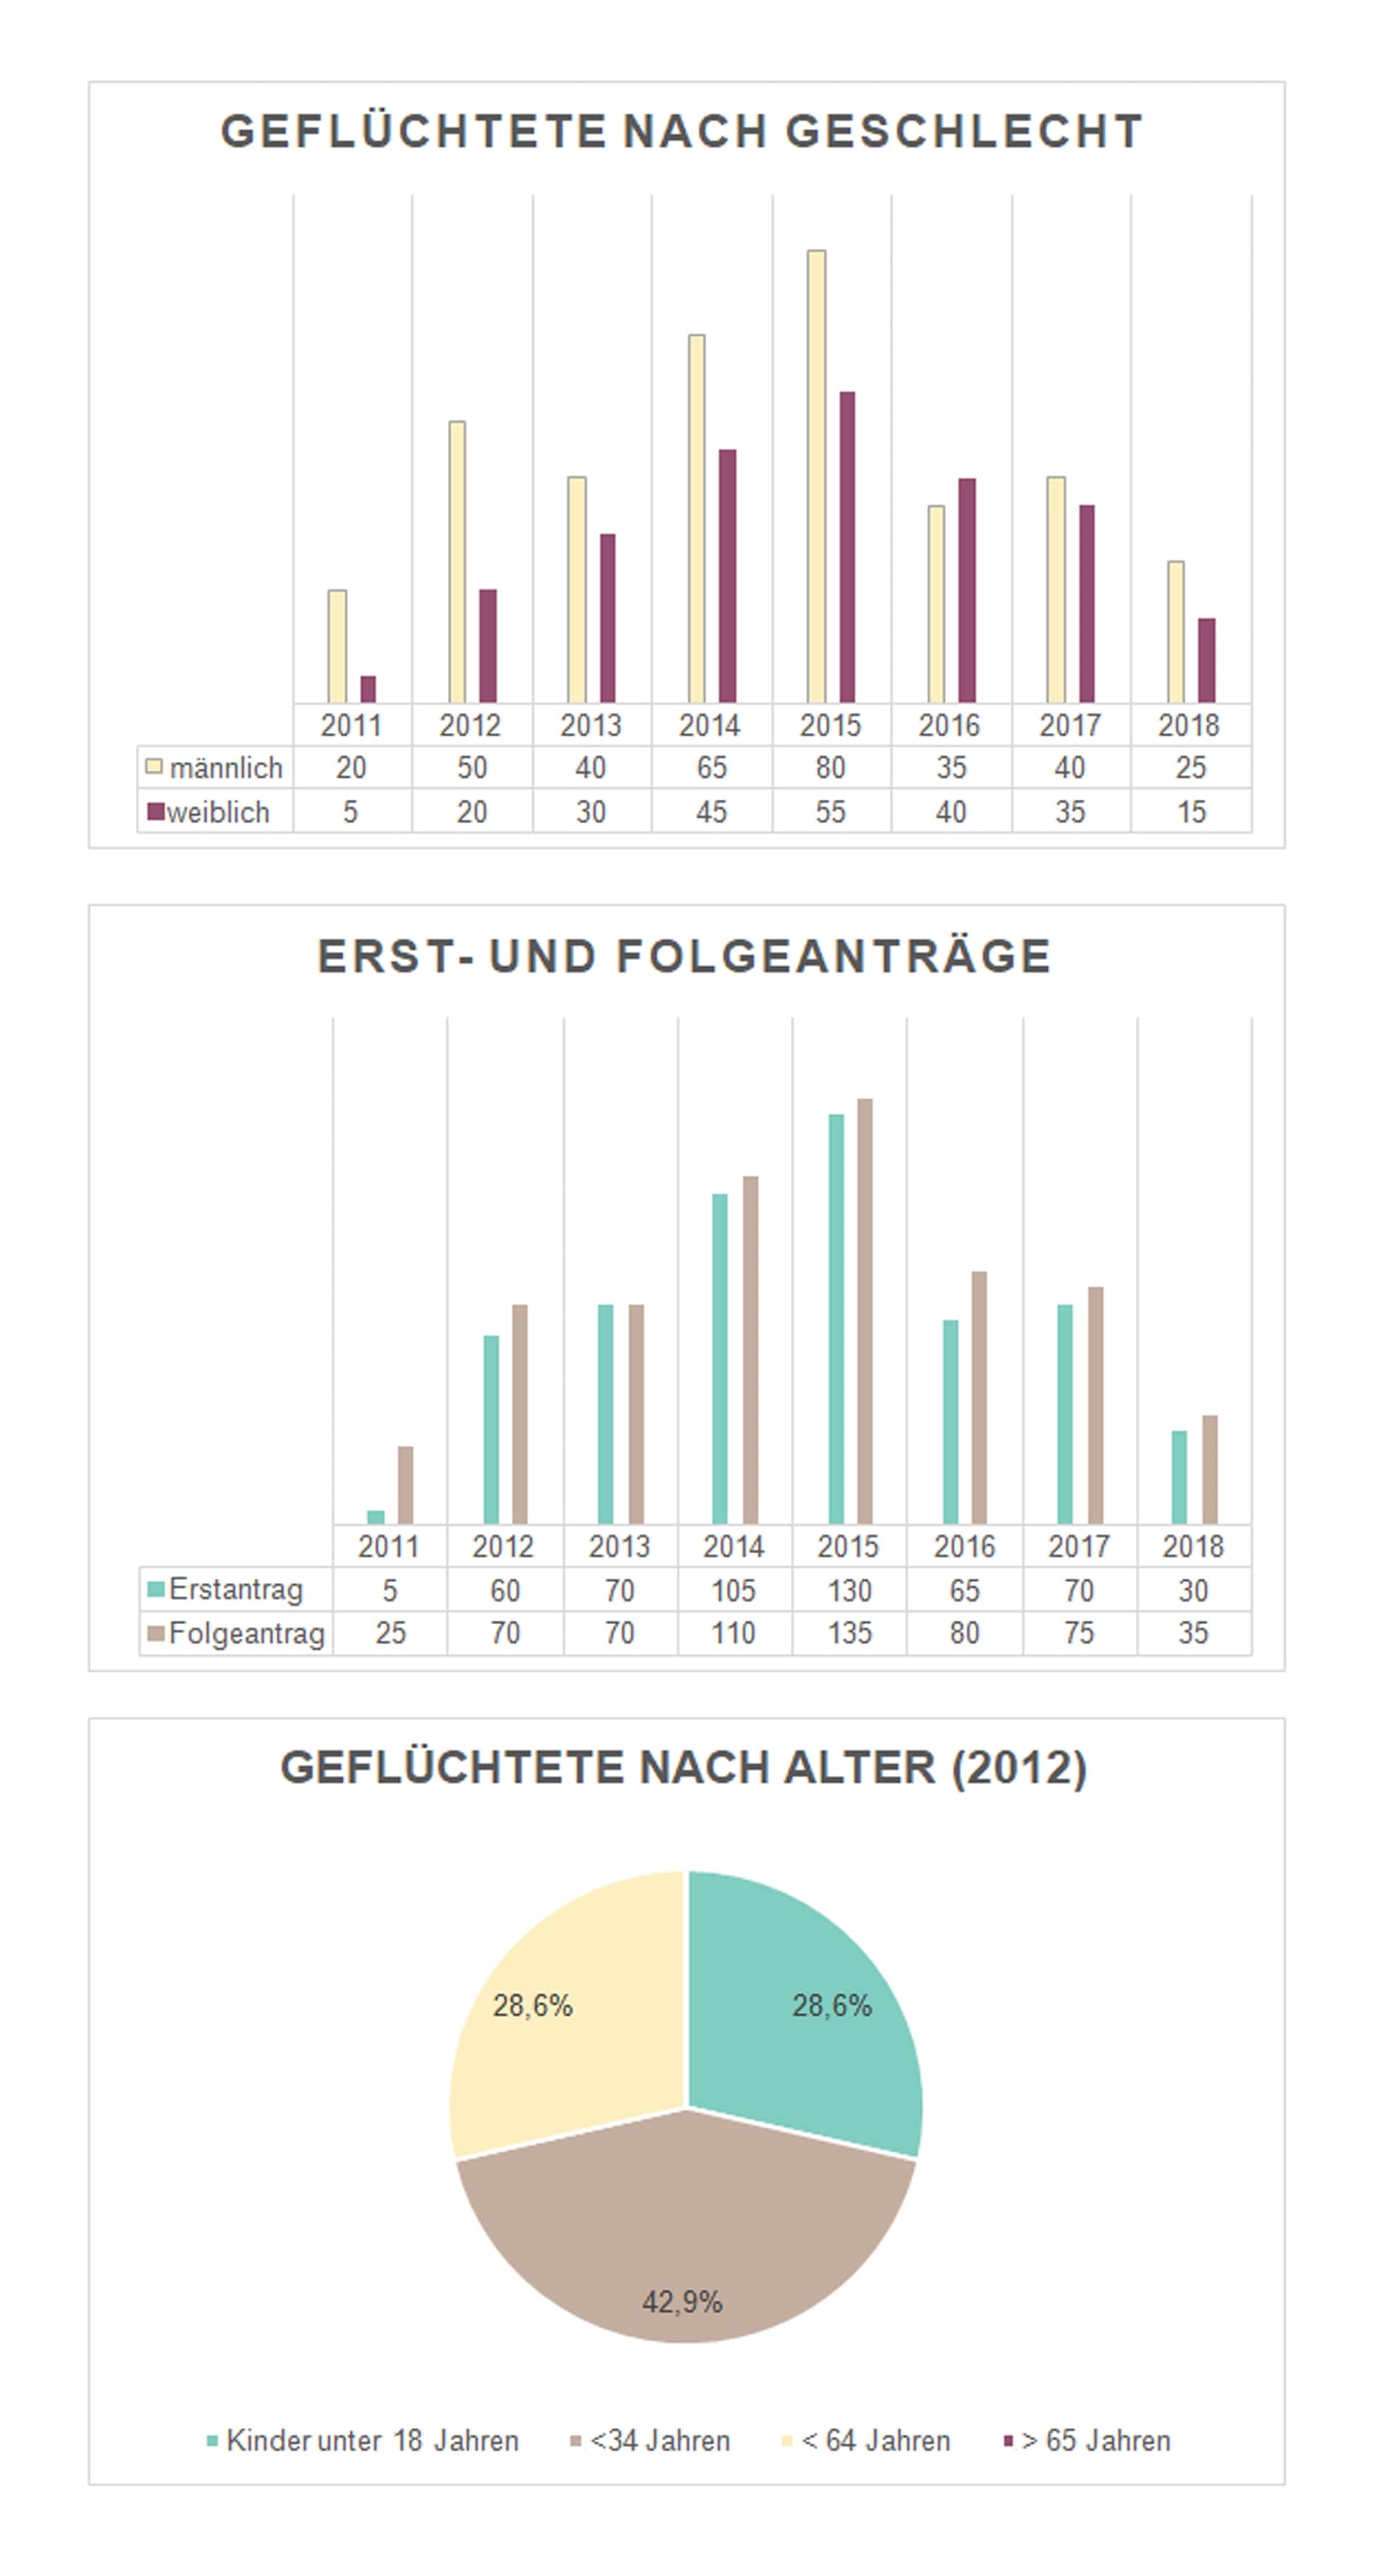 GEFLÜCHTETE NACH GESCHLECHT
2011 2012 2013 2014 2015 2016 2017 2018
männlich 20 50 40 65 80 35 40 25
weiblich 5 20 30 45 55 40 35 15
ERST- UND FOLGEANTRÄGE
2011 2012 2013 2014 2015 2016 2017 2018
Erstantrag 5 60 70 105 130 65 70 30
Folgeantrag 25 70 70 110 135 80 75 35
GEFLÜCHTETE NACH ALTER (2012)
28,6% 28,6%
42,9%
Kinder unter 18 Jahren <34 Jahren < 64 Jahren > 65 Jahren